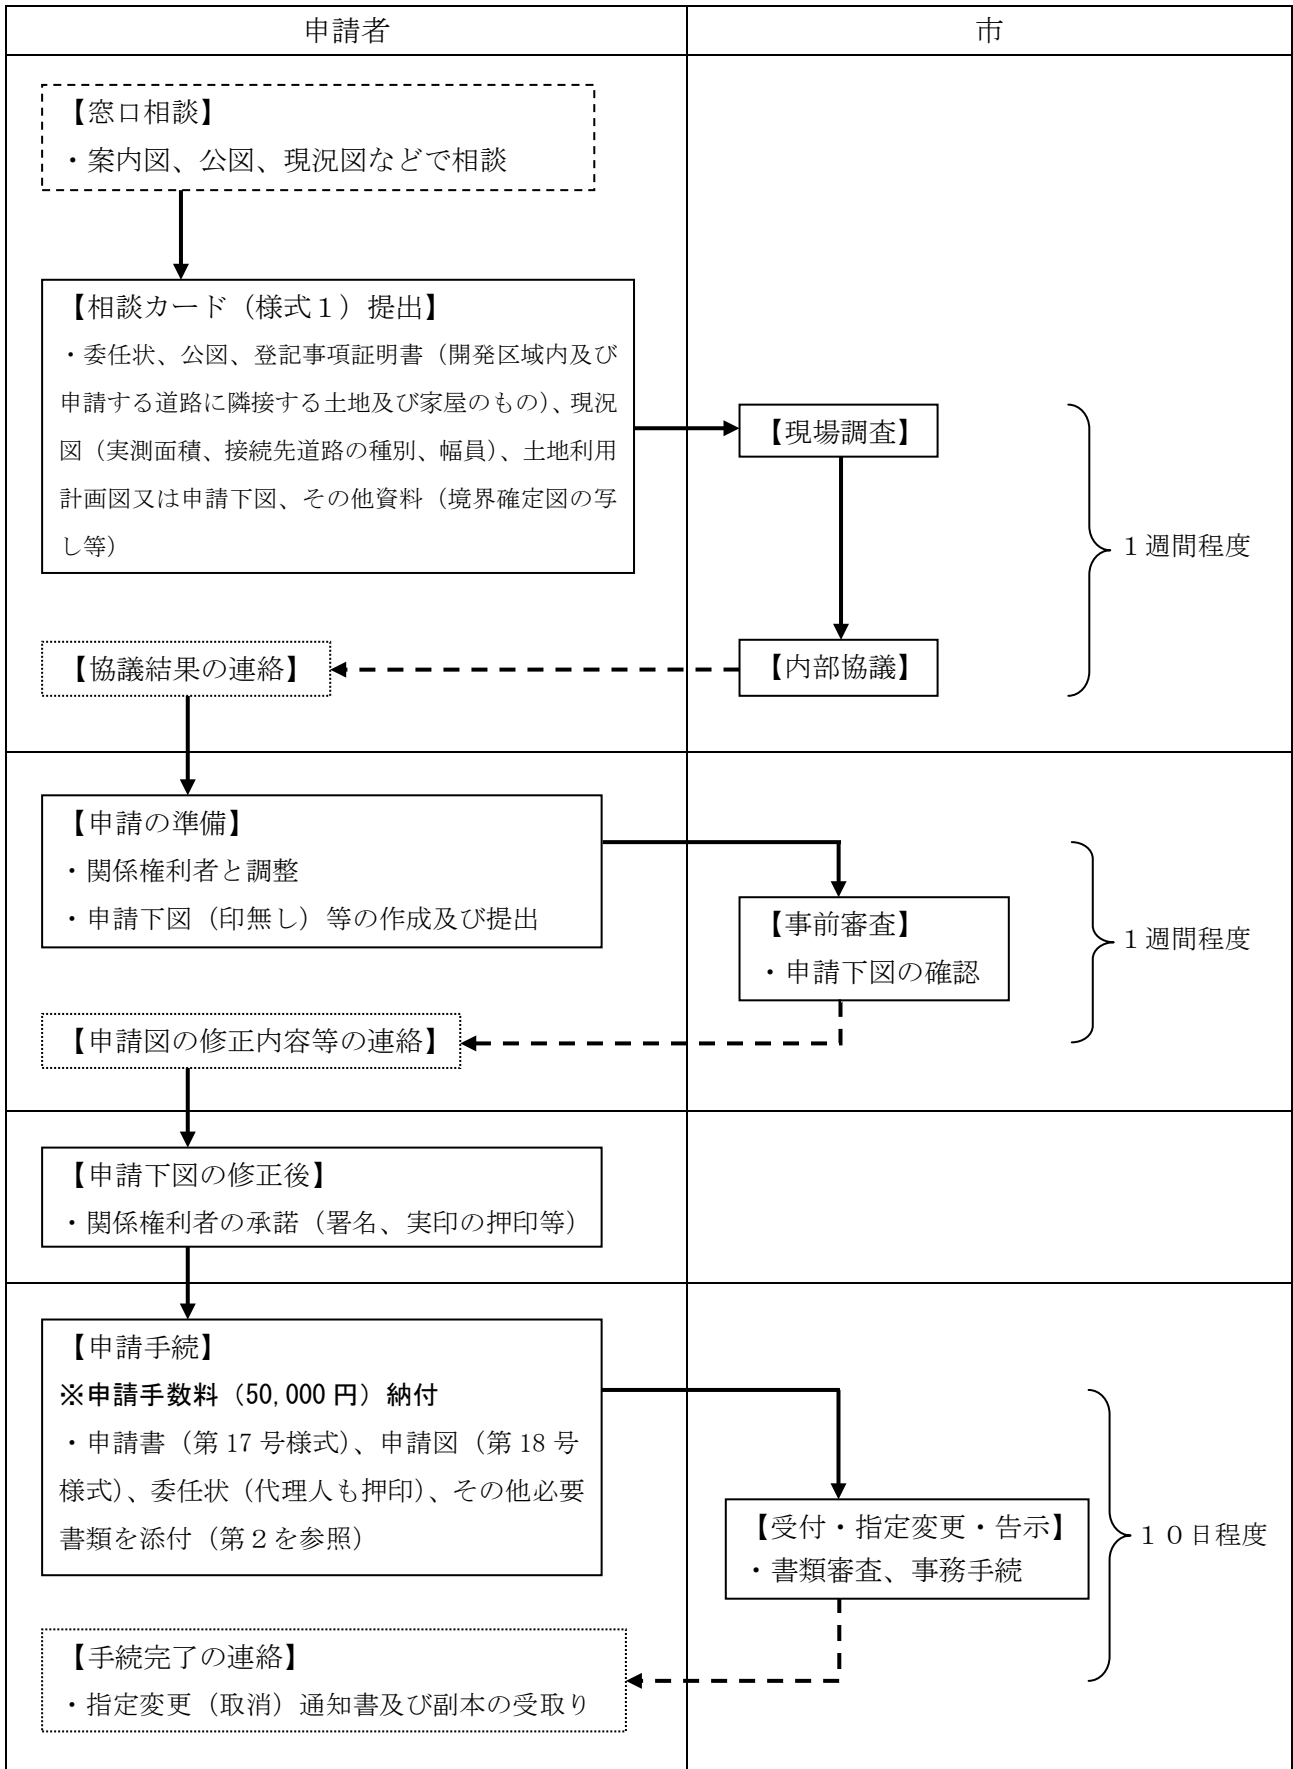 申請者
市
【窓口相談】
・案内図、公図、現況図などで相談
【相談カード（様式１）提出】
・委任状、公図、登記事項証明書（開発区域内及び
申請する道路に隣接する土地及び家屋のもの）、現況
図（実測面積、接続先道路の種別、幅員）、土地利用
計画図又は申請下図、その他資料（境界確定図の写
し等）
【現場調査】
１週間程度
【協議結果の連絡】
【内部協議】
【申請の準備】
・関係権利者と調整
・申請下図（印無し）等の作成及び提出
【事前審査】
・申請下図の確認
１週間程度
【申請図の修正内容等の連絡】
【申請下図の修正後】
・関係権利者の承諾（署名、実印の押印等）
【申請手続】
※申請手数料（50,000 円）納付
・申請書（第 17 号様式）、申請図（第 18 号
様式）、委任状（代理人も押印）、その他必要
書類を添付（第２を参照）
【受付・指定変更・告示】
・書類審査、事務手続
１０日程度
【手続完了の連絡】
・指定変更（取消）通知書及び副本の受取り